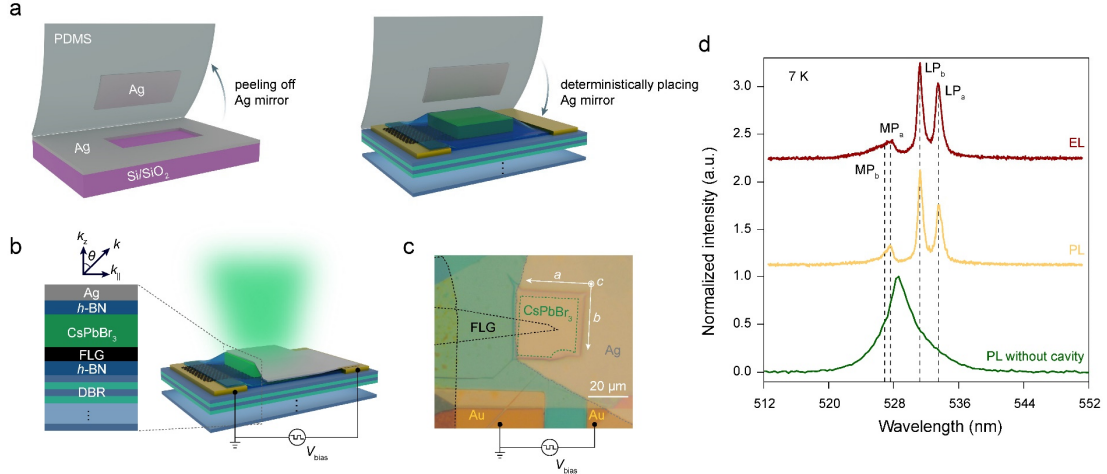 a
PDMS
Ag
peeling off
Ag mirror
Ag
Si/SiO2
deterministically placing
Ag mirror
⋮
b
kz
k
θ
k||
Ag
h-BN
CsPbBr3
FLG
h-BN
DBR
⋮
Vbias
c
a
c
b
CsPbBr3
FLG
Ag
20 μm
Au
Au
Vbias
d
7 K
LPb
LPa
MPa
MPb
EL
PL
PL without cavity
Normalized intensity (a.u.)
3.0
2.5
2.0
1.5
1.0
0.5
0.0
512
520
528
536
544
552
Wavelength (nm)